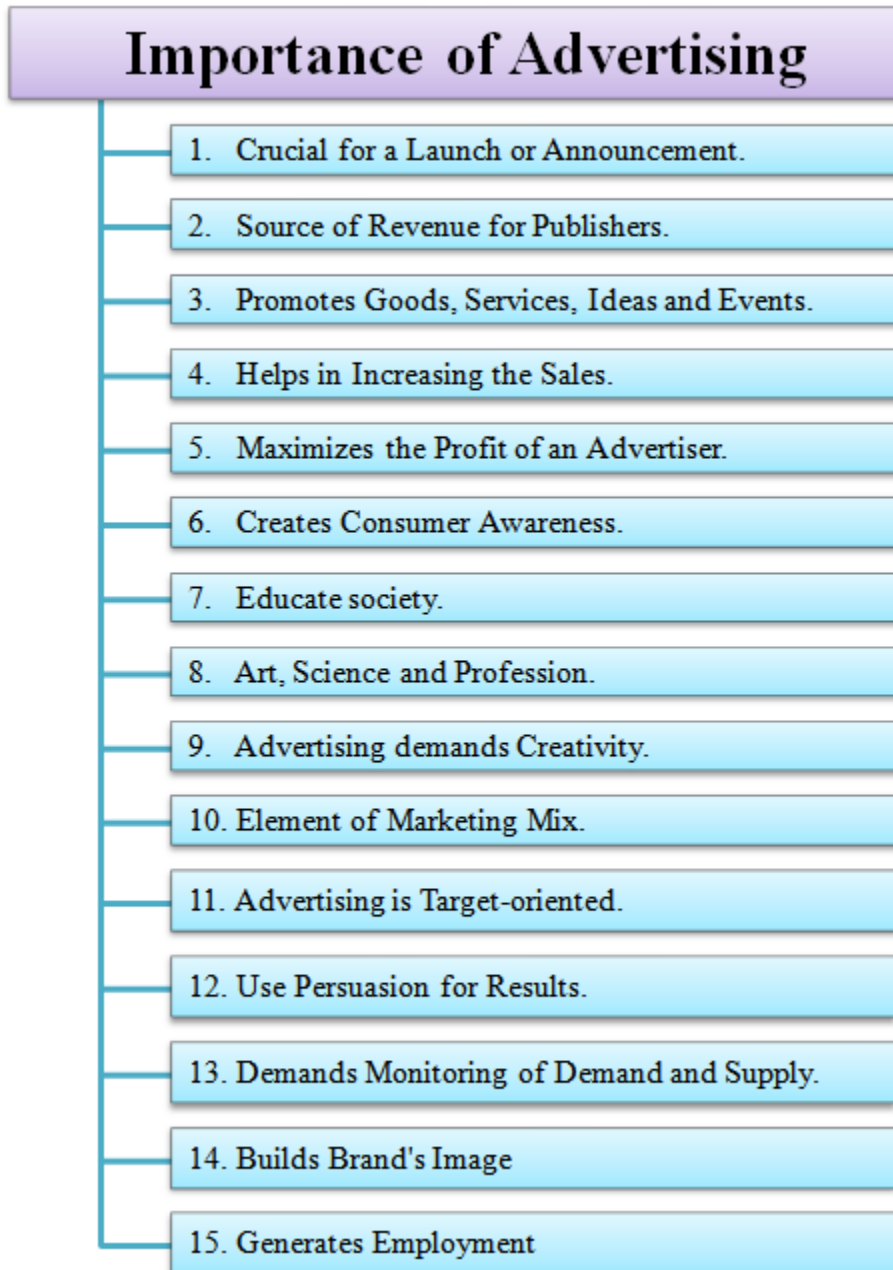 Importance of Advertising
1. Crucial for a Launch or Announcement.
2. Source of Revenue for Publishers.
3. Promotes Goods, Services, Ideas and Events.
4. Helps in Increasing the Sales.
5. Maximizes the Profit of an Advertiser.
6. Creates Consumer Awareness.
7. Educate society.
8. Art, Science and Profession.
9. Advertising demands Creativity.
10. Element of Marketing Mix.
11. Advertising is Target-oriented.
12. Use Persuasion for Results.
13. Demands Monitoring of Demand and Supply.
14. Builds Brand's Image
15. Generates Employment